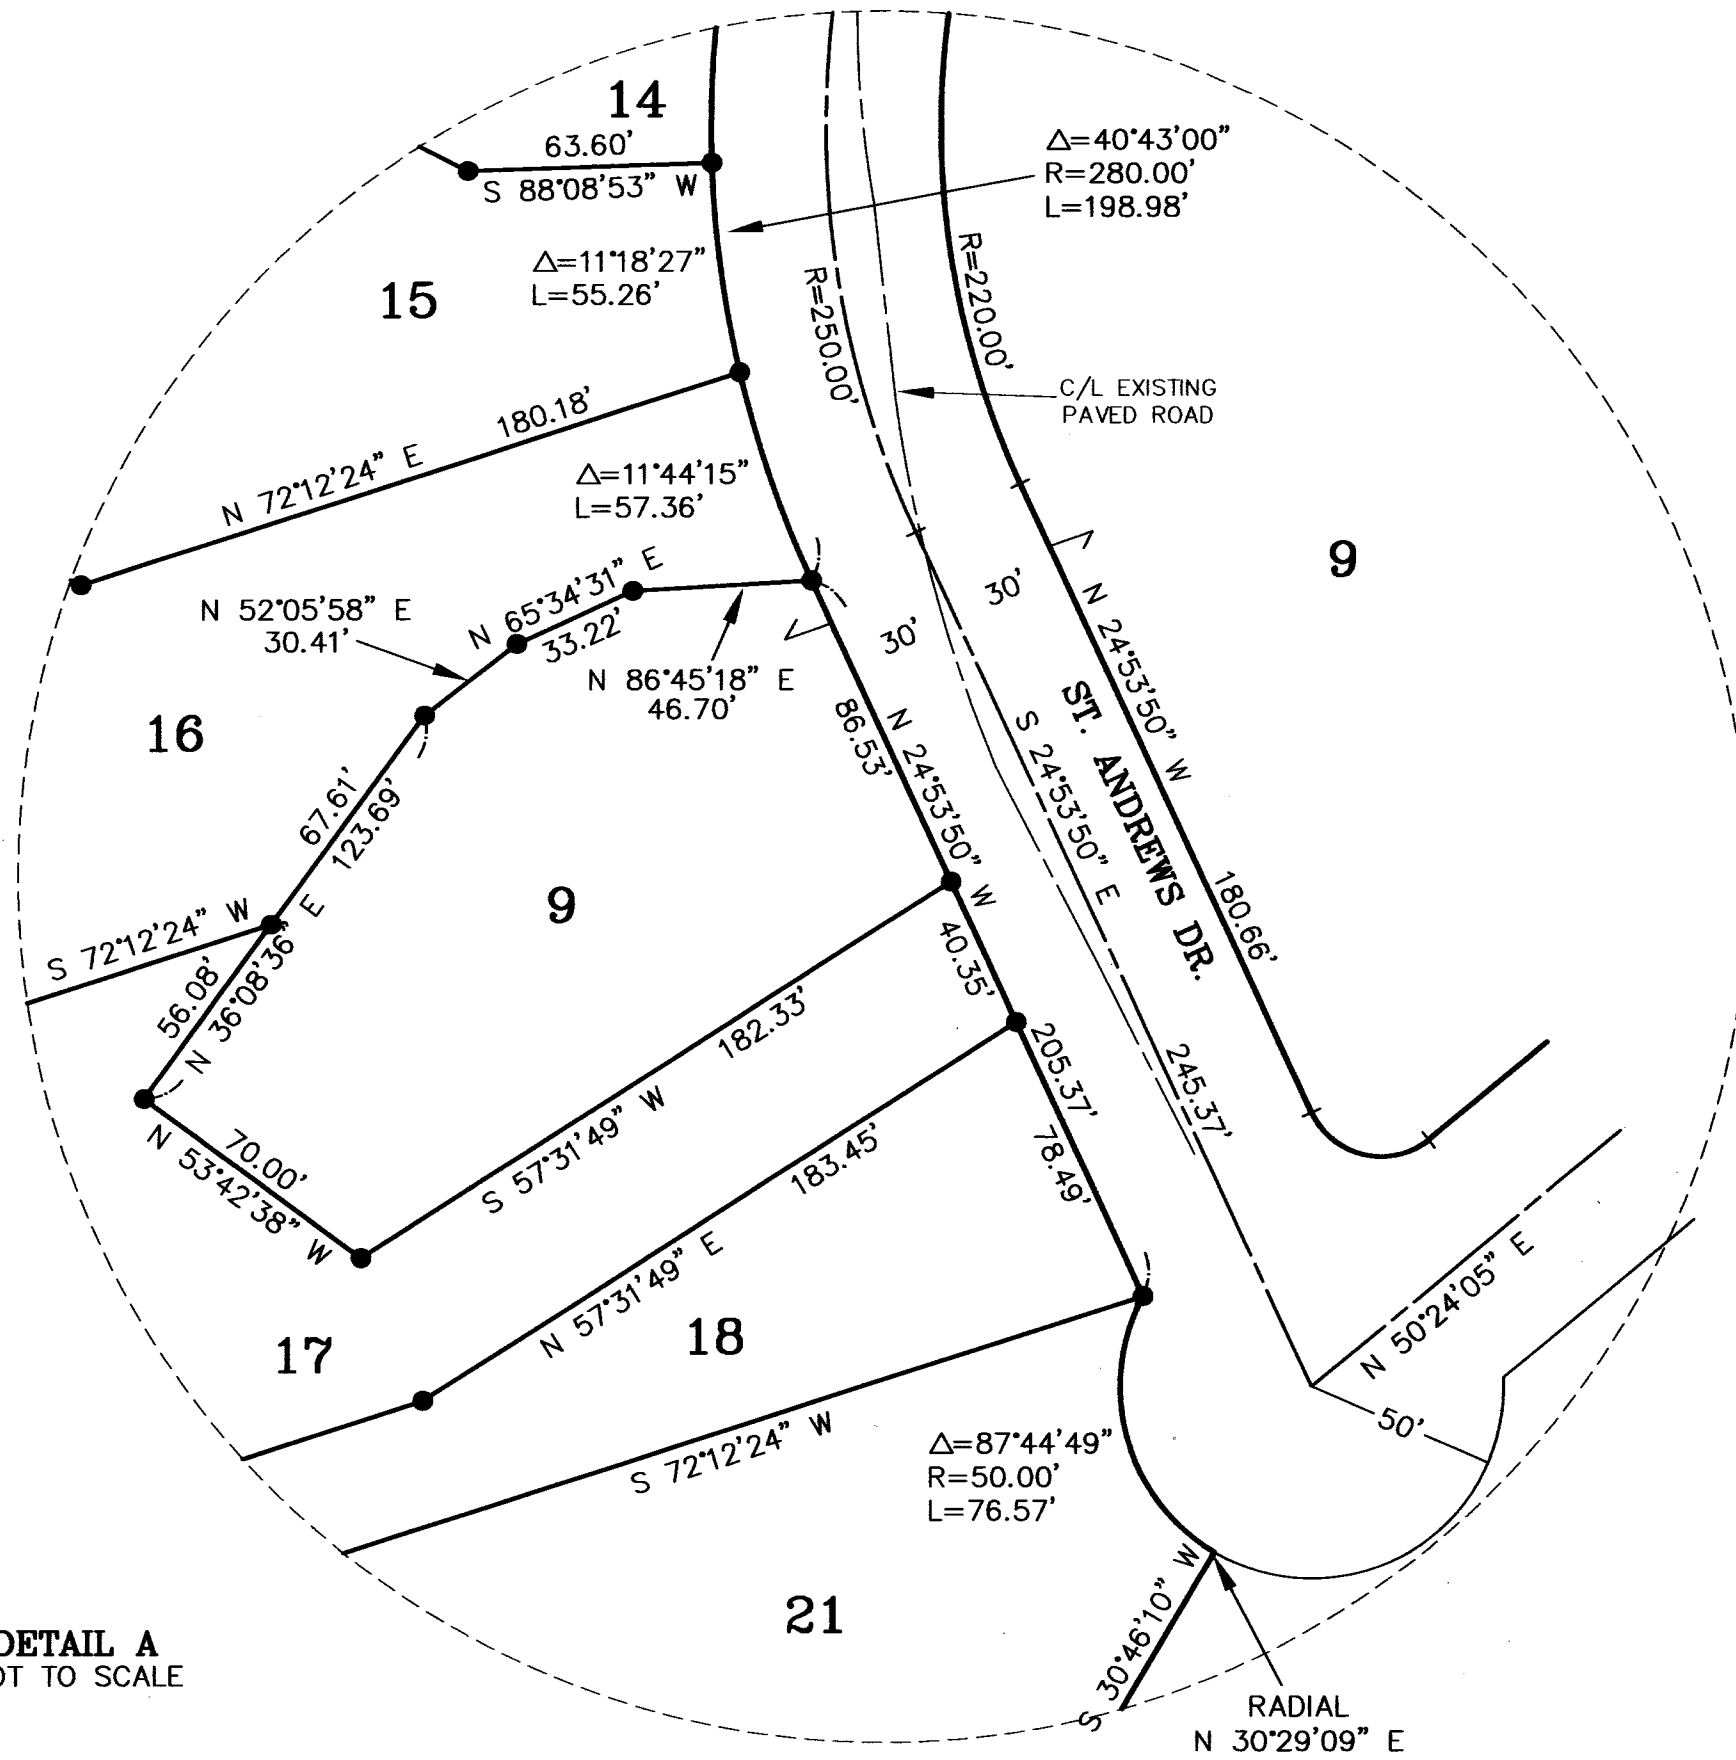 14
63.60'
S 88°08'53" W
Δ=40°43'00"
R=280.00'
L=198.98'
Δ=11°18'27"
L=55.26'
15
R=250.00'
R=220.00'
C/L EXISTING
PAVED ROAD
180.18'
N 72°12'24" E
Δ=11°44'15"
L=57.36'
9
N 52°05'58" E
30.41'
N 65°34'31" E
33.22'
N 86°45'18" E
46.70'
30'
30'
N 24°53'50" W
16
86.53'
N 24°53'50" W
S 24°53'50" E
ST. ANDREWS DR.
67.61'
123.69'
9
180.66'
S 72°12'24" W
56.08'
N 36°08'36" E
40.35'
182.33'
S 57°31'49" W
205.37'
245.37'
78.49'
70.00'
N 53°42'38" W
183.45'
N 57°31'49" E
17
18
N 50°24'05" E
50'
S 72°12'24" W
Δ=87°44'49"
R=50.00'
L=76.57'
21
S 30°46'10" W
DETAIL A
OT TO SCALE
RADIAL
N 30°29'09" E